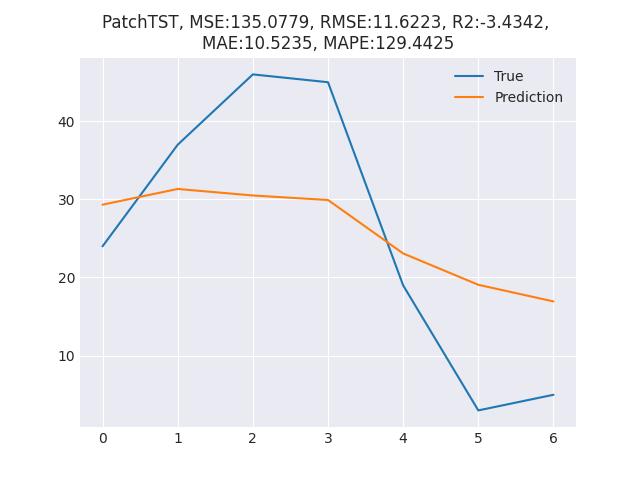 PatchTST, MSE:135.0779, RMSE:11.6223, R2:-3.4342,
MAE:10.5235, MAPE:129.4425
True
Prediction
40
30
20
10
0 1 2 3 4 5 6